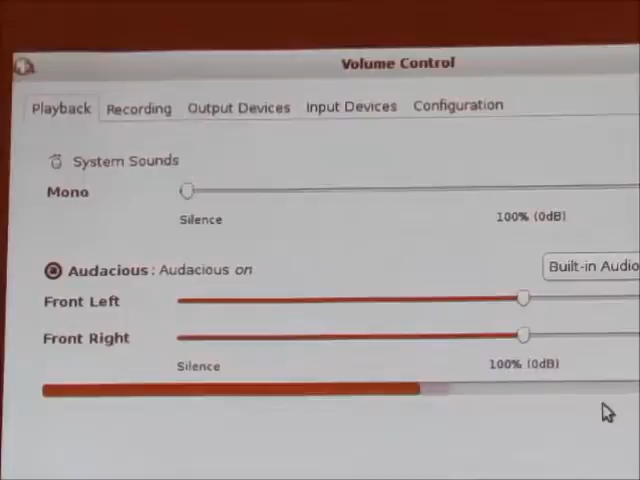 Volume Control
Playback Recording Output Devices Input Devices Configuration
System Sounds
Mono
Silence 100% (0dB)
Audacious : Audacious on Built-in Audio
Front Left
Front Right
Silence 100% (0dB)